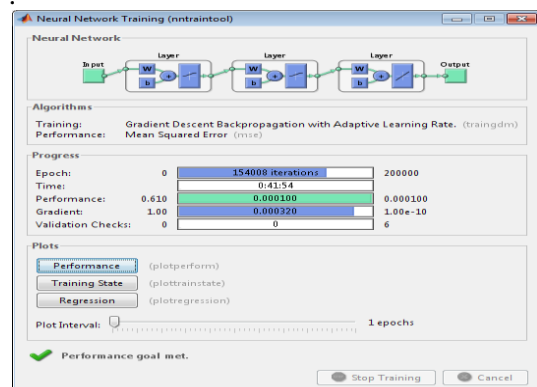 Neural Network Training (nntraintool)
Neural Network
Layer Layer Layer
Input Output
W W W
b b b
+ + +
Algorithms
Training: Gradient Descent Backpropagation with Adaptive Learning Rate. (traingdm)
Performance: Mean Squared Error (mse)
Progress
Epoch: 0 154008 iterations 200000
Time: 0:41:54
Performance: 0.610 0.000100 0.000100
Gradient: 1.00 0.000320 1.00e-10
Validation Checks: 0 0 6
Plots
Performance (plotperform)
Training State (plottrainstate)
Regression (plotregression)
Plot Interval: 1 epochs
Performance goal met.
Stop Training Cancel